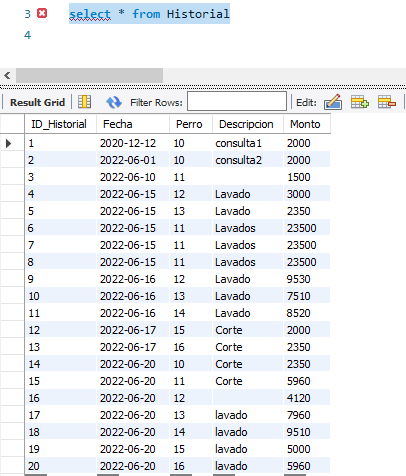 3 select * from Historial
4
Result Grid Filter Rows: Edit:
ID_Historial Fecha Perro Descripcion Monto
1 2020-12-12 10 consulta1 2000
2 2022-06-01 10 consulta2 2000
3 2022-06-10 11 1500
4 2022-06-15 12 Lavado 3000
5 2022-06-15 13 Lavado 2350
6 2022-06-15 11 Lavados 23500
7 2022-06-15 11 Lavados 23500
8 2022-06-15 11 Lavados 23500
9 2022-06-16 12 Lavado 9530
10 2022-06-16 13 Lavado 7510
11 2022-06-16 14 Lavado 8520
12 2022-06-17 15 Corte 2000
13 2022-06-17 16 Corte 2350
14 2022-06-20 10 Corte 2350
15 2022-06-20 11 Corte 5960
16 2022-06-20 12 4120
17 2022-06-20 13 lavado 7960
18 2022-06-20 14 lavado 9510
19 2022-06-20 15 lavado 5000
20 2022-06-20 16 lavado 5960